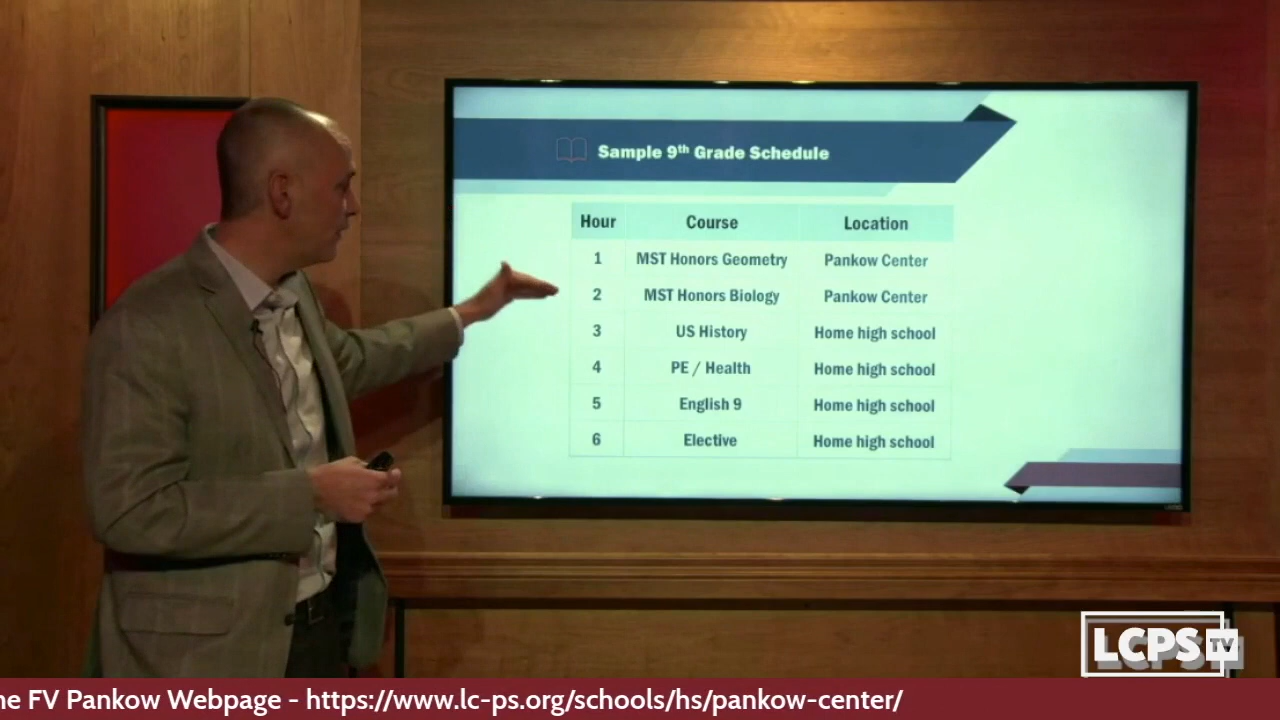 Sample 9th Grade Schedule
Hour Course Location
1 MST Honors Geometry Pankow Center
2 MST Honors Biology Pankow Center
3 US History Home high school
4 PE / Health Home high school
5 English 9 Home high school
6 Elective Home high school
LCPS TV
FV Pankow Webpage - https://www.lc-ps.org/schools/hs/pankow-center/